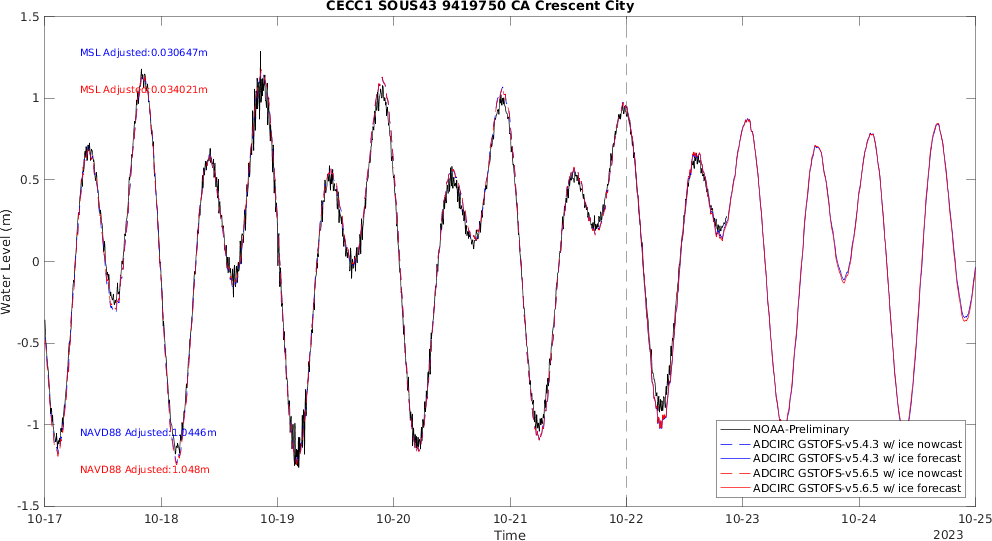 CECC1 SOUS43 9419750 CA Crescent City
1.5
1
0.5
0
-0.5
-1
-1.5
Water Level (m)
MSL Adjusted:0.030647m
MSL Adjusted:0.034021m
NAVD88 Adjusted:1.0446m
NAVD88 Adjusted:1.048m
NOAA-Preliminary
ADCIRC GSTOFS-v5.4.3 w/ ice nowcast
ADCIRC GSTOFS-v5.4.3 w/ ice forecast
ADCIRC GSTOFS-v5.6.5 w/ ice nowcast
ADCIRC GSTOFS-v5.6.5 w/ ice forecast
10-17 10-18 10-19 10-20 10-21 10-22 10-23 10-24 10-25
Time
2023